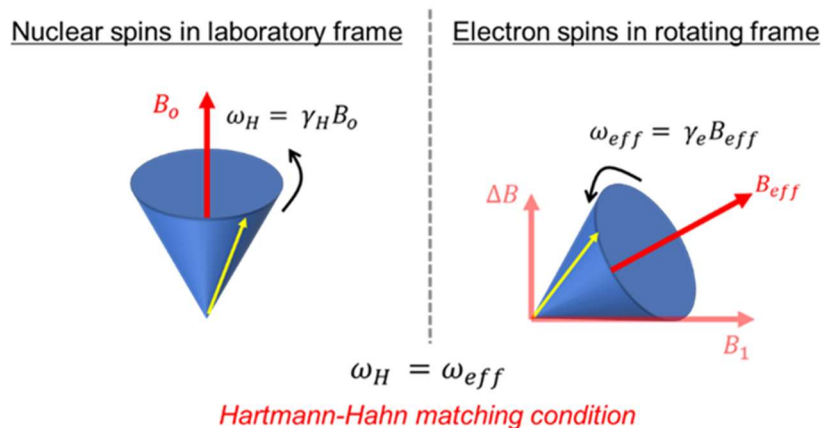 Nuclear spins in laboratory frame
Electron spins in rotating frame
B_o
ω_H = γ_H B_o
ω_eff = γ_e B_eff
ΔB
B_eff
B_1
ω_H = ω_eff
Hartmann-Hahn matching condition